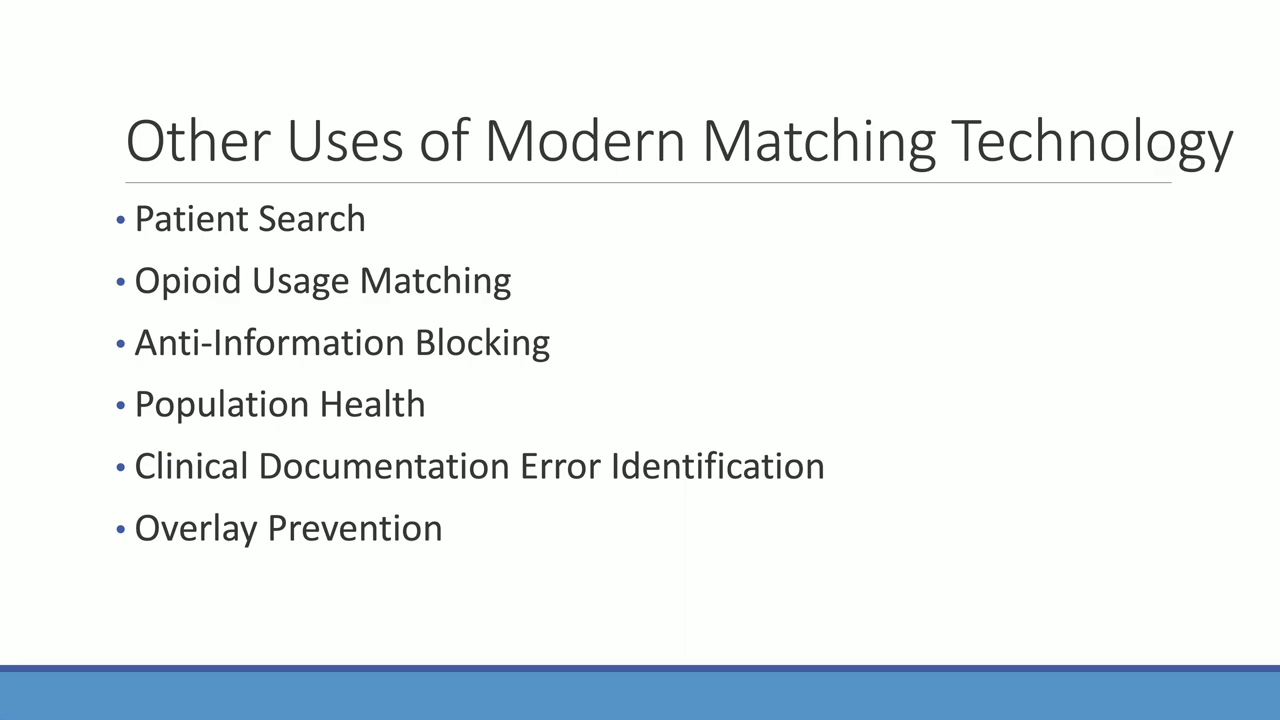 Other Uses of Modern Matching Technology
• Patient Search
• Opioid Usage Matching
• Anti-Information Blocking
• Population Health
• Clinical Documentation Error Identification
• Overlay Prevention